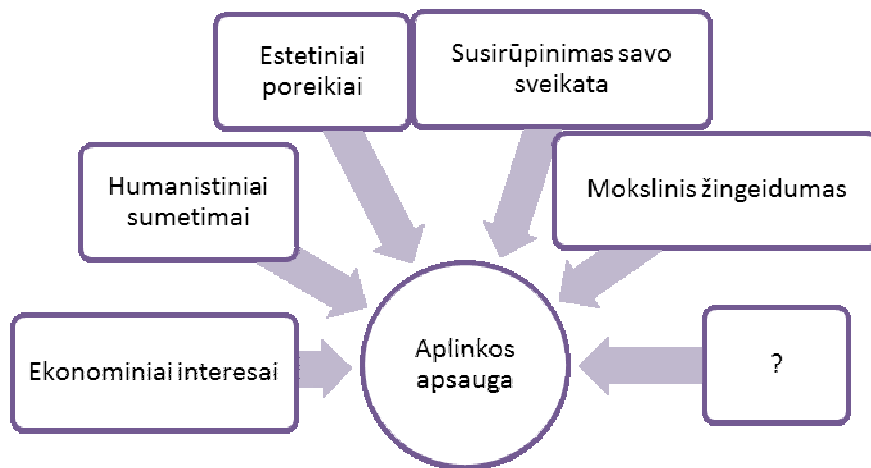 Estetiniai
poreikiai
Susirūpinimas savo
sveikata
Humanistiniai
sumetimai
Mokslinis žingeidumas
Ekonominiai interesai
Aplinkos
apsauga
?